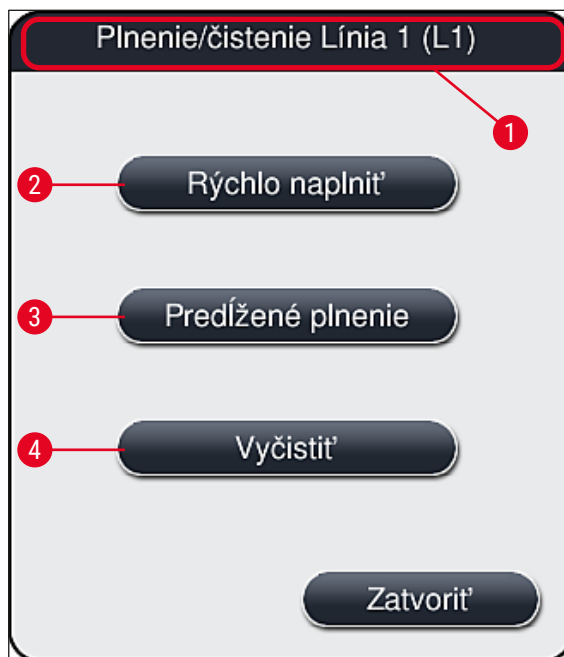 Plnenie/čistenie Línia 1 (L1)
1
2 Rýchlo naplniť
3 Predĺžené plnenie
4 Vyčistiť
Zatvoriť